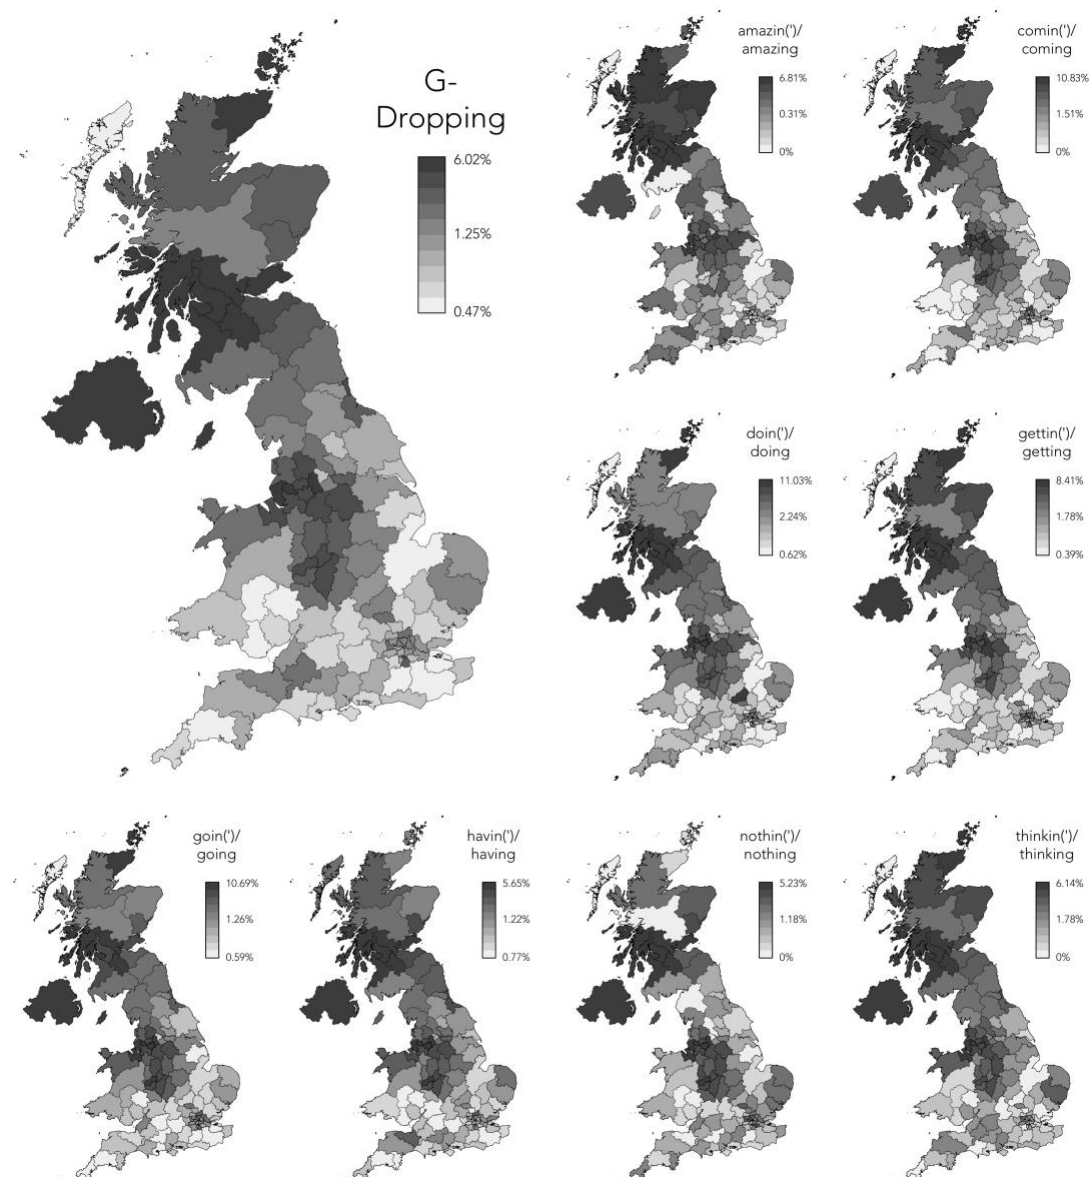 G-
Dropping
6.02%
1.25%
0.47%
amazin(')/
amazing
6.81%
0.31%
0%
comin(')/
coming
10.83%
1.51%
0%
doin(')/
doing
11.03%
2.24%
0.62%
gettin(')/
getting
8.41%
1.78%
0.39%
goin(')/
going
10.69%
1.26%
0.59%
havin(')/
having
5.65%
1.22%
0.77%
nothin(')/
nothing
5.23%
1.18%
0%
thinkin(')/
thinking
6.14%
1.78%
0%